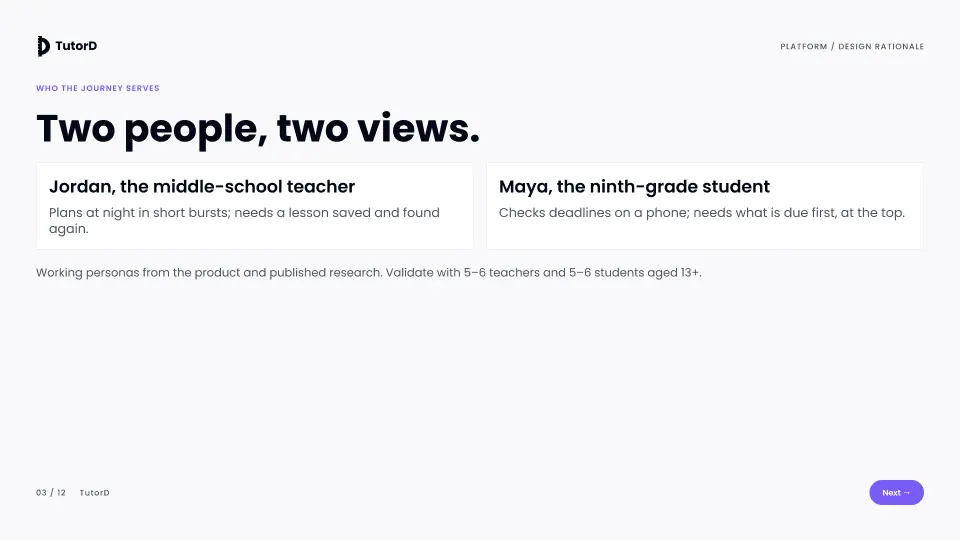 TutorD
PLATFORM / DESIGN RATIONALE
WHO THE JOURNEY SERVES
Two people, two views.
Jordan, the middle-school teacher
Plans at night in short bursts; needs a lesson saved and found
again.
Maya, the ninth-grade student
Checks deadlines on a phone; needs what is due first, at the top.
Working personas from the product and published research. Validate with 5–6 teachers and 5–6 students aged 13+.
03 / 12 TutorD
Next →